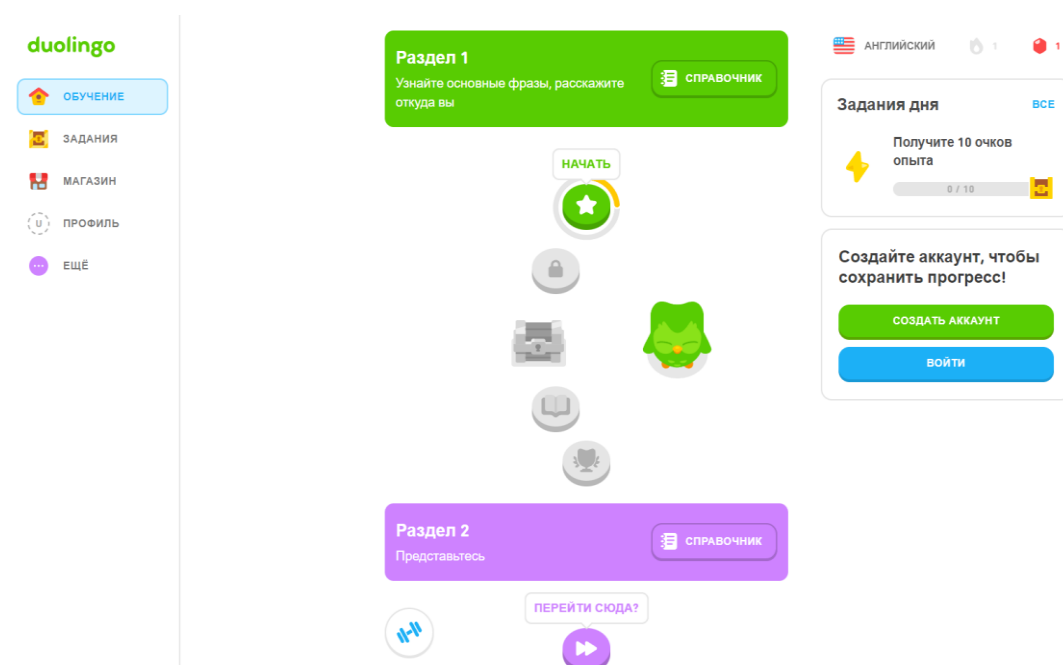 duolingo
ОБУЧЕНИЕ
ЗАДАНИЯ
МАГАЗИН
U
ПРОФИЛЬ
ЕЩЁ
Раздел 1
Узнайте основные фразы, расскажите
откуда вы
СПРАВОЧНИК
НАЧАТЬ
Раздел 2
Представьтесь
СПРАВОЧНИК
ПЕРЕЙТИ СЮДА?
АНГЛИЙСКИЙ
1
1
Задания дня
ВСЕ
Получите 10 очков
опыта
0 / 10
Создайте аккаунт, чтобы
сохранить прогресс!
СОЗДАТЬ АККАУНТ
ВОЙТИ